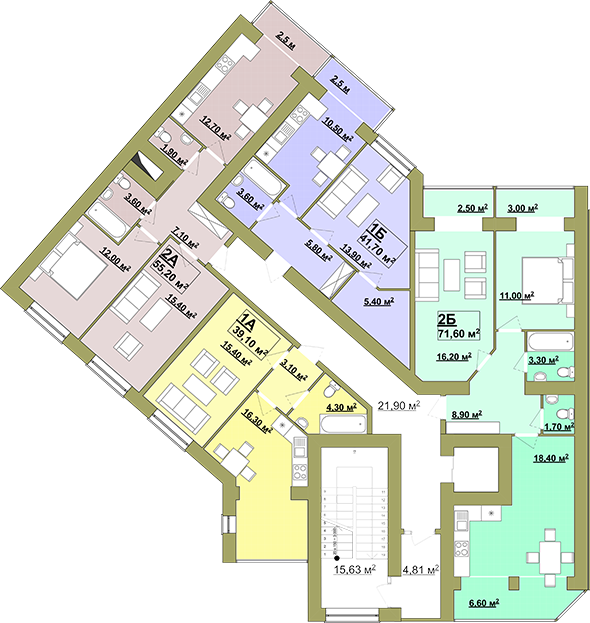 2.5 м
2.5 м
12.70 м²
10.50 м²
1.90 м²
3.60 м²
3.60 м²
7.10 м²
5.80 м²
1Б
41,70 м²
13.90 м²
2.50 м²
3.00 м²
12.00 м²
2А
55,20 м²
15.40 м²
5.40 м²
11.00 м²
2Б
71,60 м²
16.20 м²
1А
39,10 м²
15.40 м²
3.10 м²
3.30 м²
4.30 м²
21,90 м²
8.90 м²
1.70 м²
16.30 м²
18.40 м²
15,63 м²
4,81 м²
6.60 м²